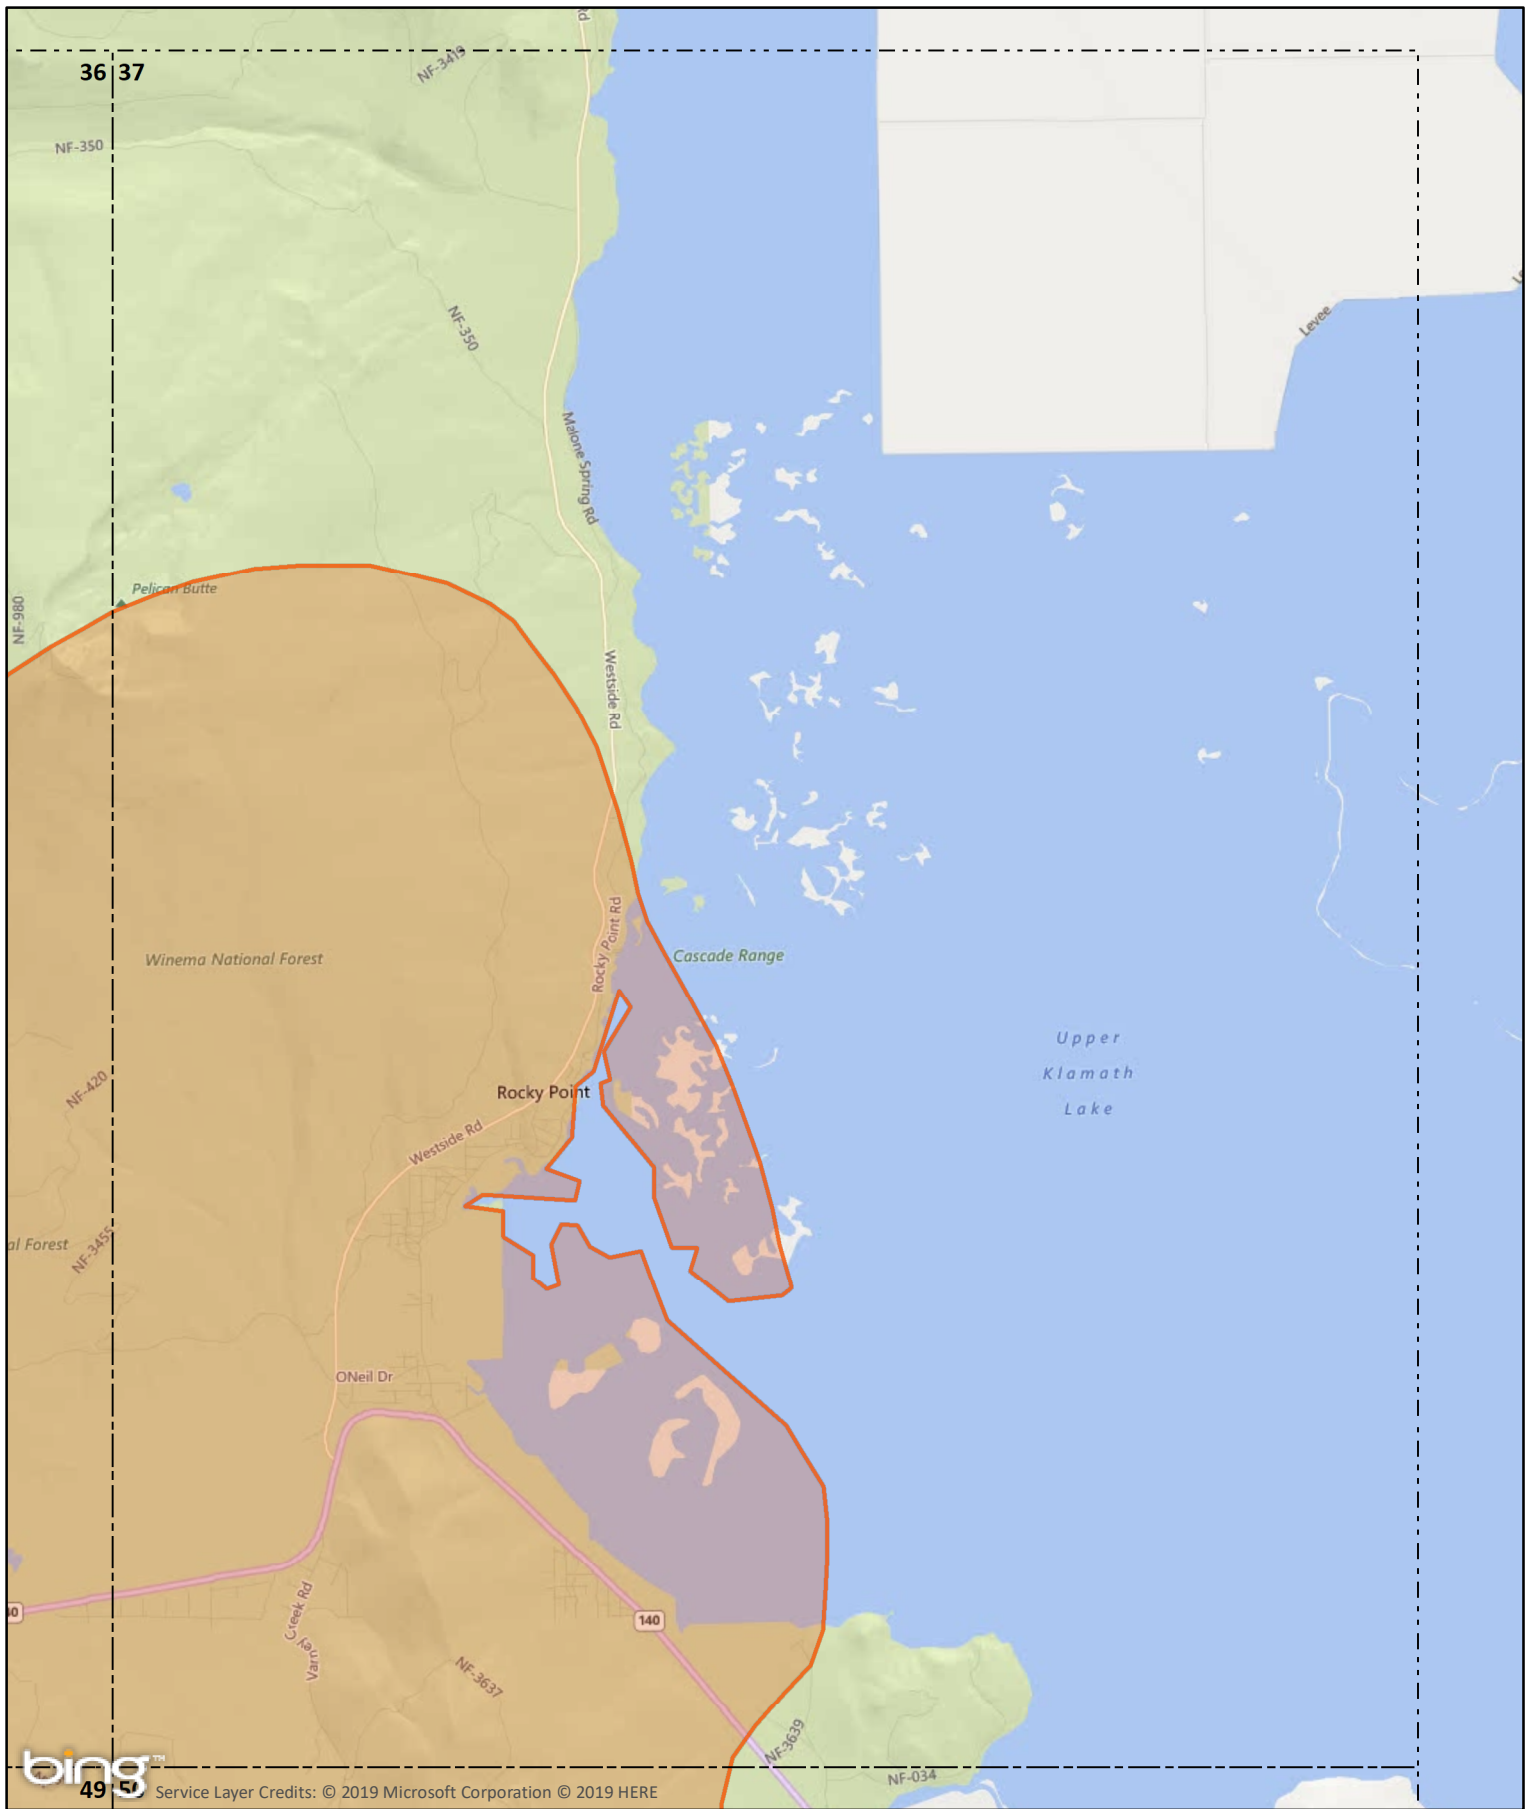 Rd
36 37
NF-3419
NF-350
Levee
NF-350
Malone Spring Rd
Pelican Butte
NF-980
Westside Rd
Rocky Point Rd
Cascade Range
Winema National Forest
Upper
Klamath
Lake
NF-420
Rocky Point
Westside Rd
al Forest
NF-3455
ONeil Dr
Varney Creek Rd
140
NF-3637
NF-3639
NF-034
bing™
49
Service Layer Credits: © 2019 Microsoft Corporation © 2019 HERE